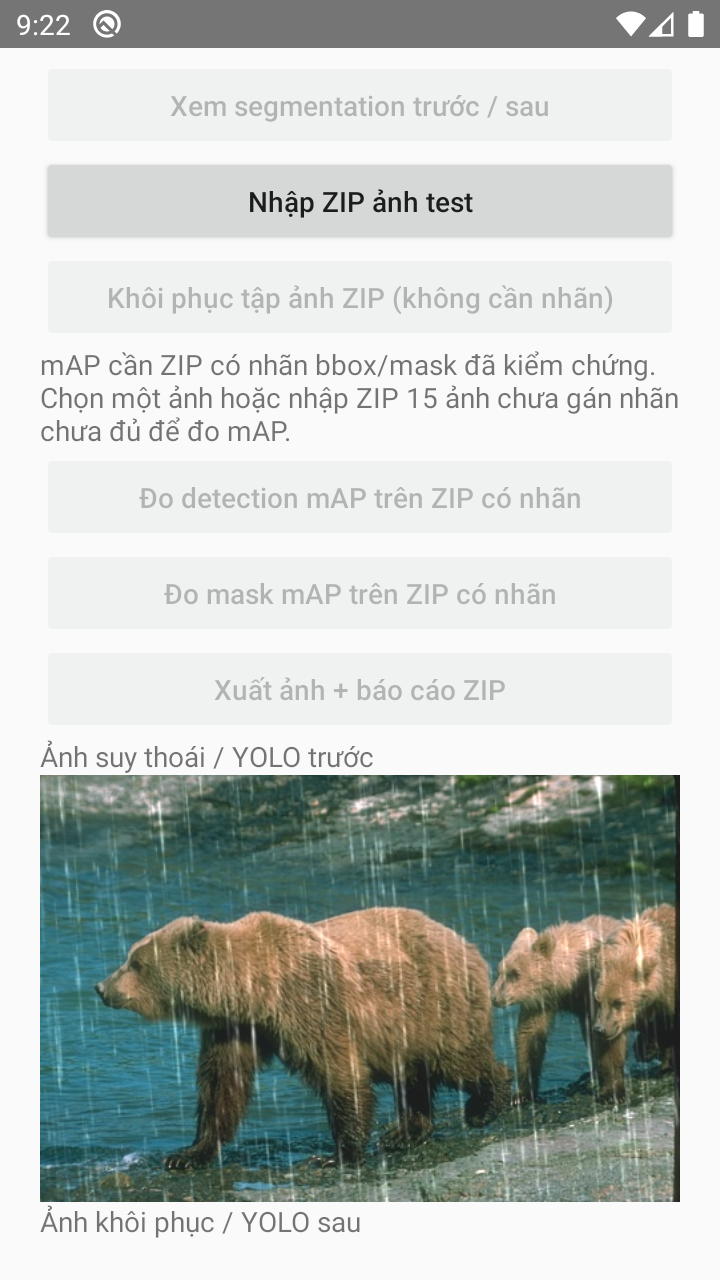 9:22
Xem segmentation trước / sau
Nhập ZIP ảnh test
Khôi phục tập ảnh ZIP (không cần nhãn)
mAP cần ZIP có nhãn bbox/mask đã kiểm chứng.
Chọn một ảnh hoặc nhập ZIP 15 ảnh chưa gán nhãn
chưa đủ để đo mAP.
Đo detection mAP trên ZIP có nhãn
Đo mask mAP trên ZIP có nhãn
Xuất ảnh + báo cáo ZIP
Ảnh suy thoái / YOLO trước
Ảnh khôi phục / YOLO sau